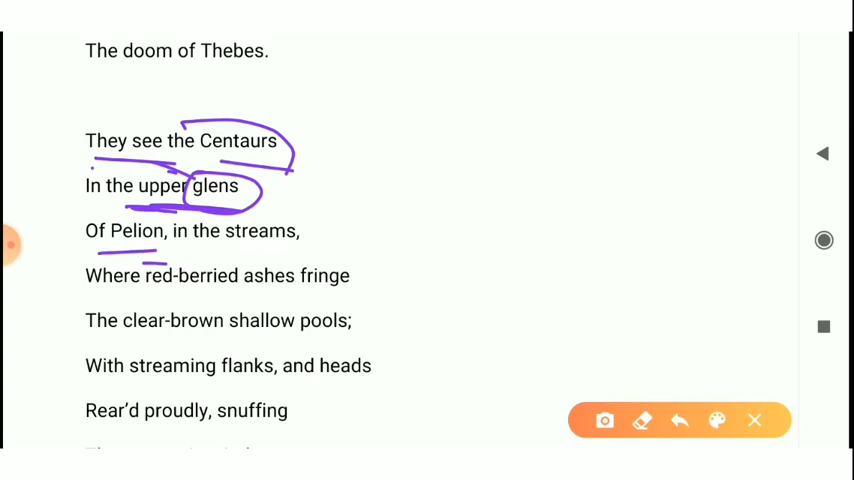 The doom of Thebes.
They see the Centaurs
In the upper glens
Of Pelion, in the streams,
Where red-berried ashes fringe
The clear-brown shallow pools;
With streaming flanks, and heads
Rear'd proudly, snuffing